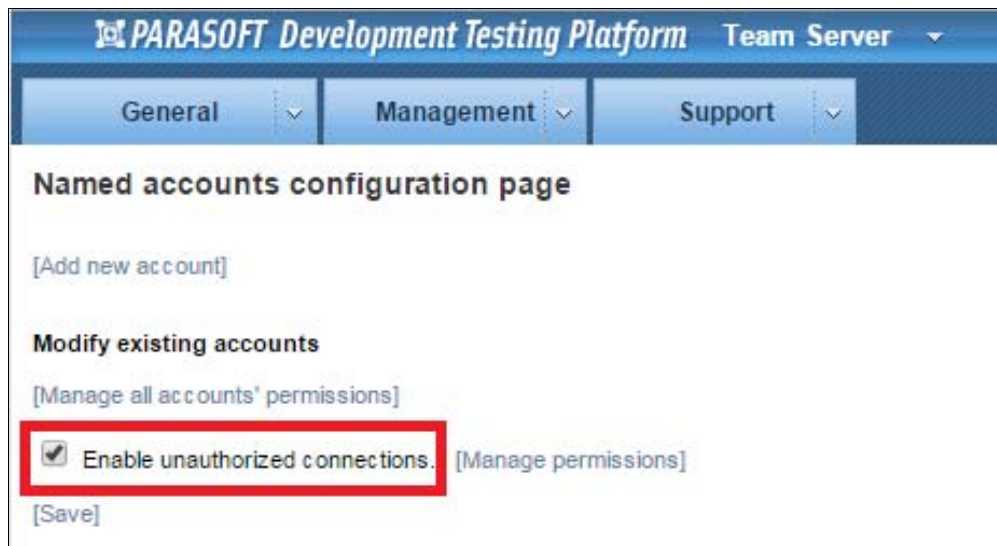 PARASOFT Development Testing Platform Team Server
General Management Support
Named accounts configuration page
[Add new account]
Modify existing accounts
[Manage all accounts' permissions]
Enable unauthorized connections. [Manage permissions]
[Save]